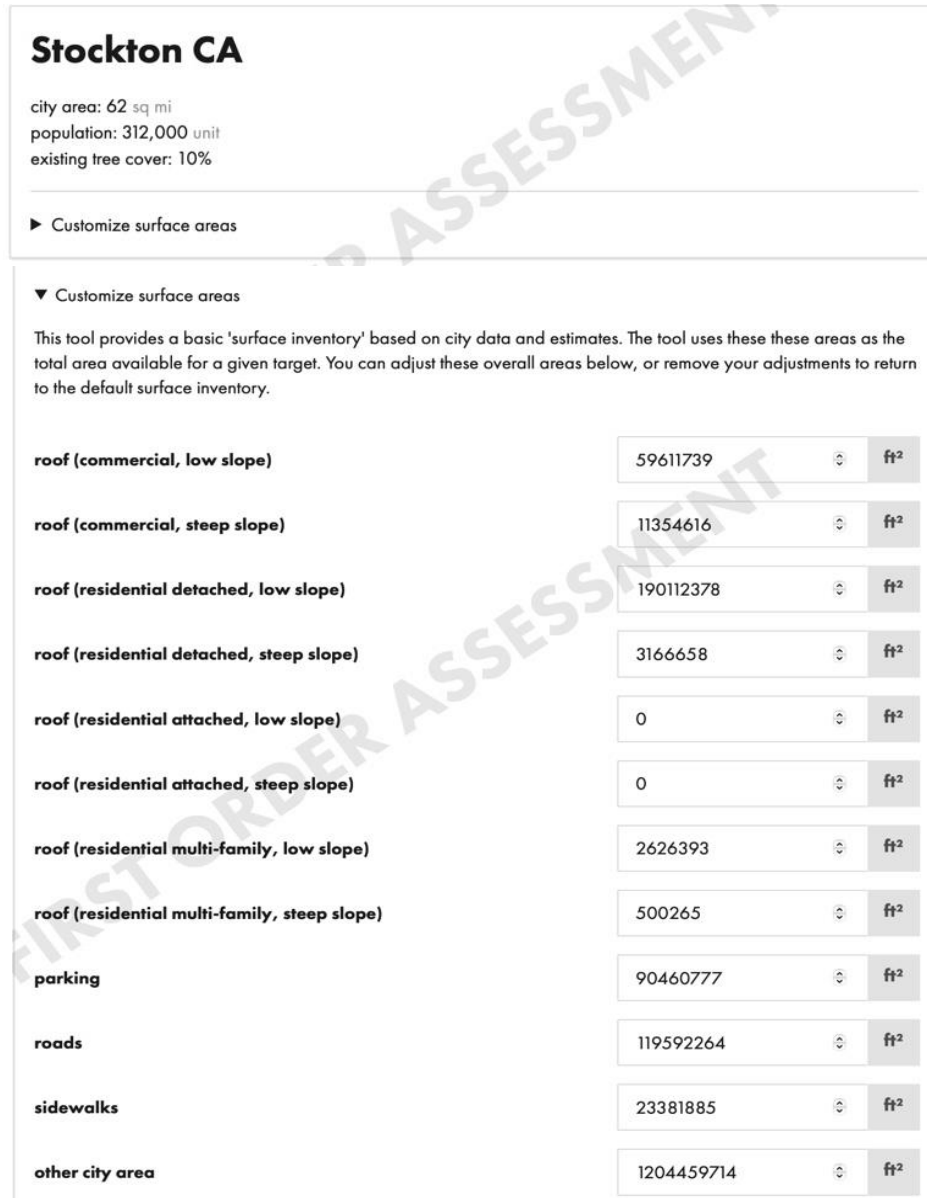 Stockton CA
city area: 62 sq mi
population: 312,000 unit
existing tree cover: 10%
▶ Customize surface areas
▼ Customize surface areas
This tool provides a basic 'surface inventory' based on city data and estimates. The tool uses these these areas as the
total area available for a given target. You can adjust these overall areas below, or remove your adjustments to return
to the default surface inventory.
roof (commercial, low slope) 59611739 ft²
roof (commercial, steep slope) 11354616 ft²
roof (residential detached, low slope) 190112378 ft²
roof (residential detached, steep slope) 3166658 ft²
roof (residential attached, low slope) 0 ft²
roof (residential attached, steep slope) 0 ft²
roof (residential multi-family, low slope) 2626393 ft²
roof (residential multi-family, steep slope) 500265 ft²
parking 90460777 ft²
roads 119592264 ft²
sidewalks 23381885 ft²
other city area 1204459714 ft²
R ASSESSMENT
FIRST ORDER ASSESSMENT